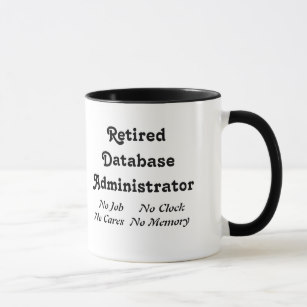 Retired
Database
Administrator
No Job No Clock
No Cares No Memory